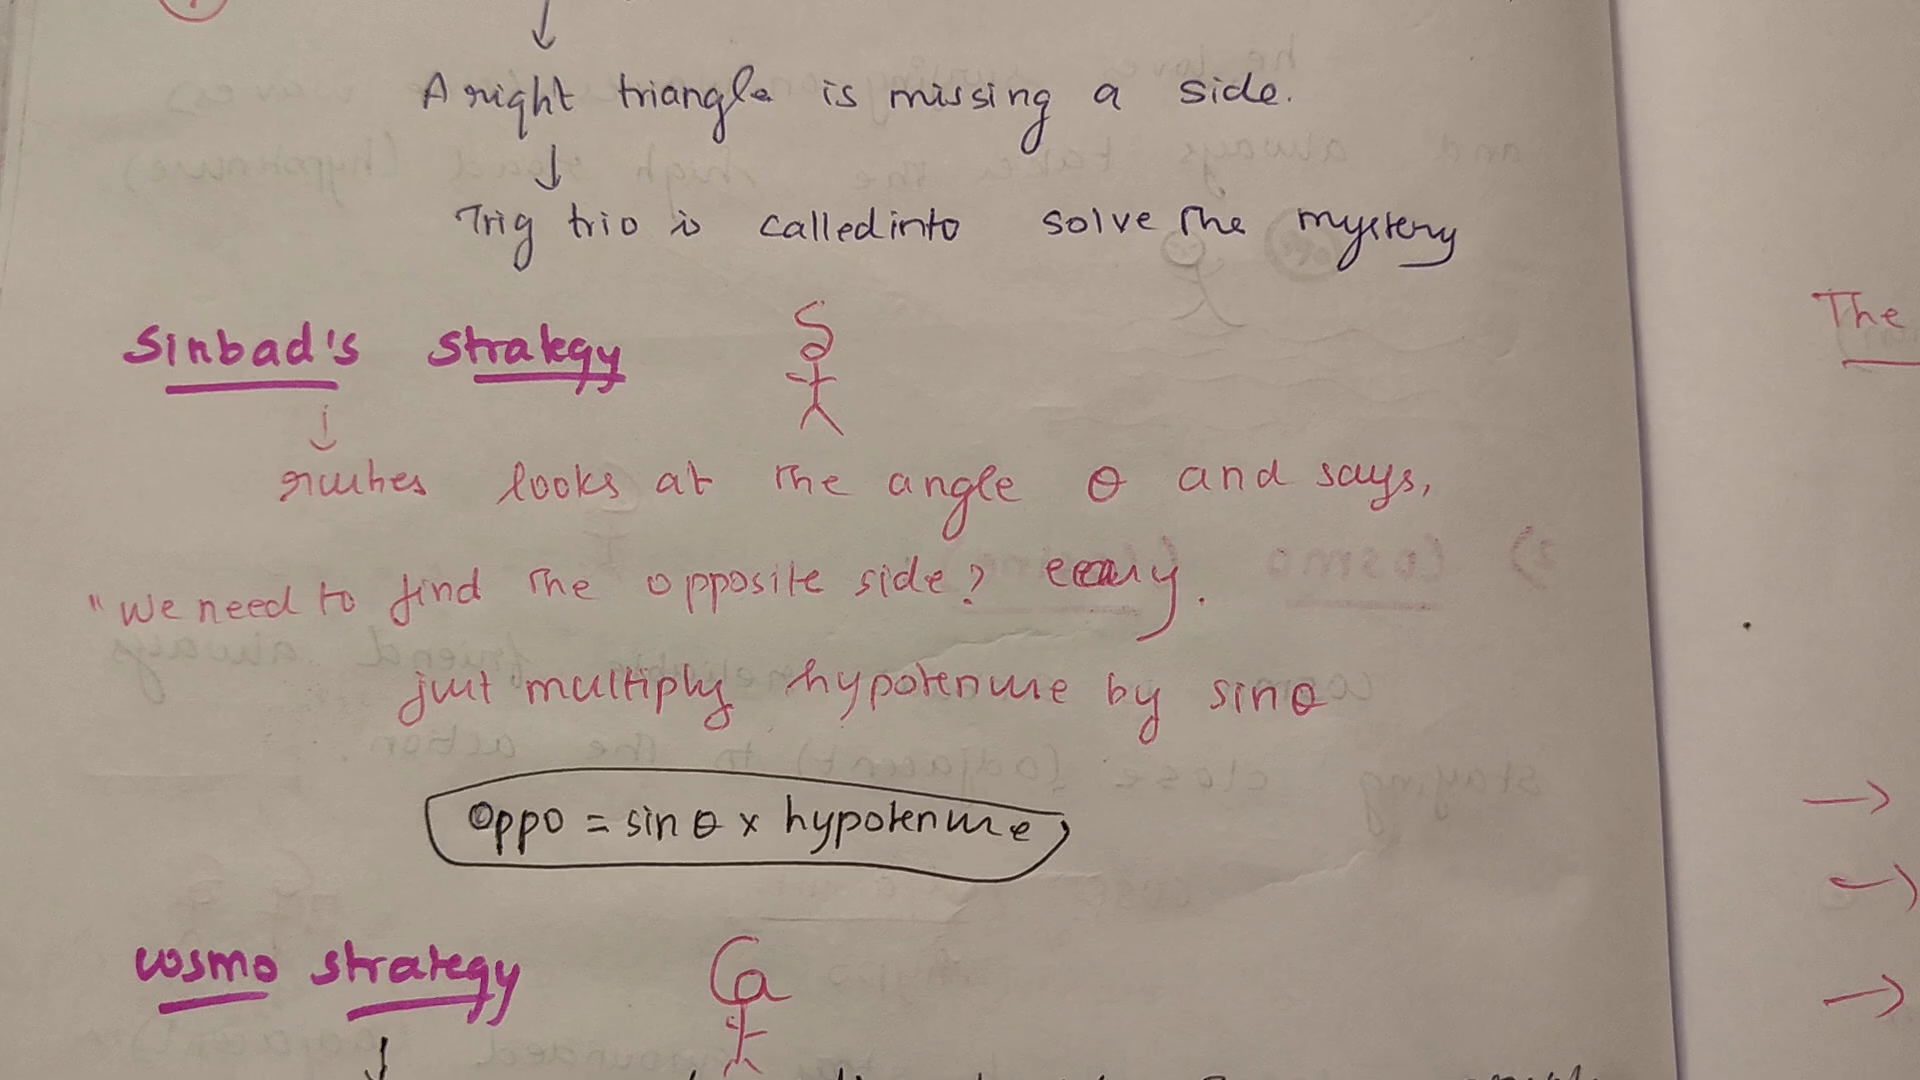 A right triangle is missing a side.
Trig trio is called into solve the mystery
Sinbad's strategy
looks at the angle θ and says,
"we need to find the opposite side? easy.
just multiply hypotenuse by sinθ
Oppo = sin θ x hypotenuse
cosmo strategy
The